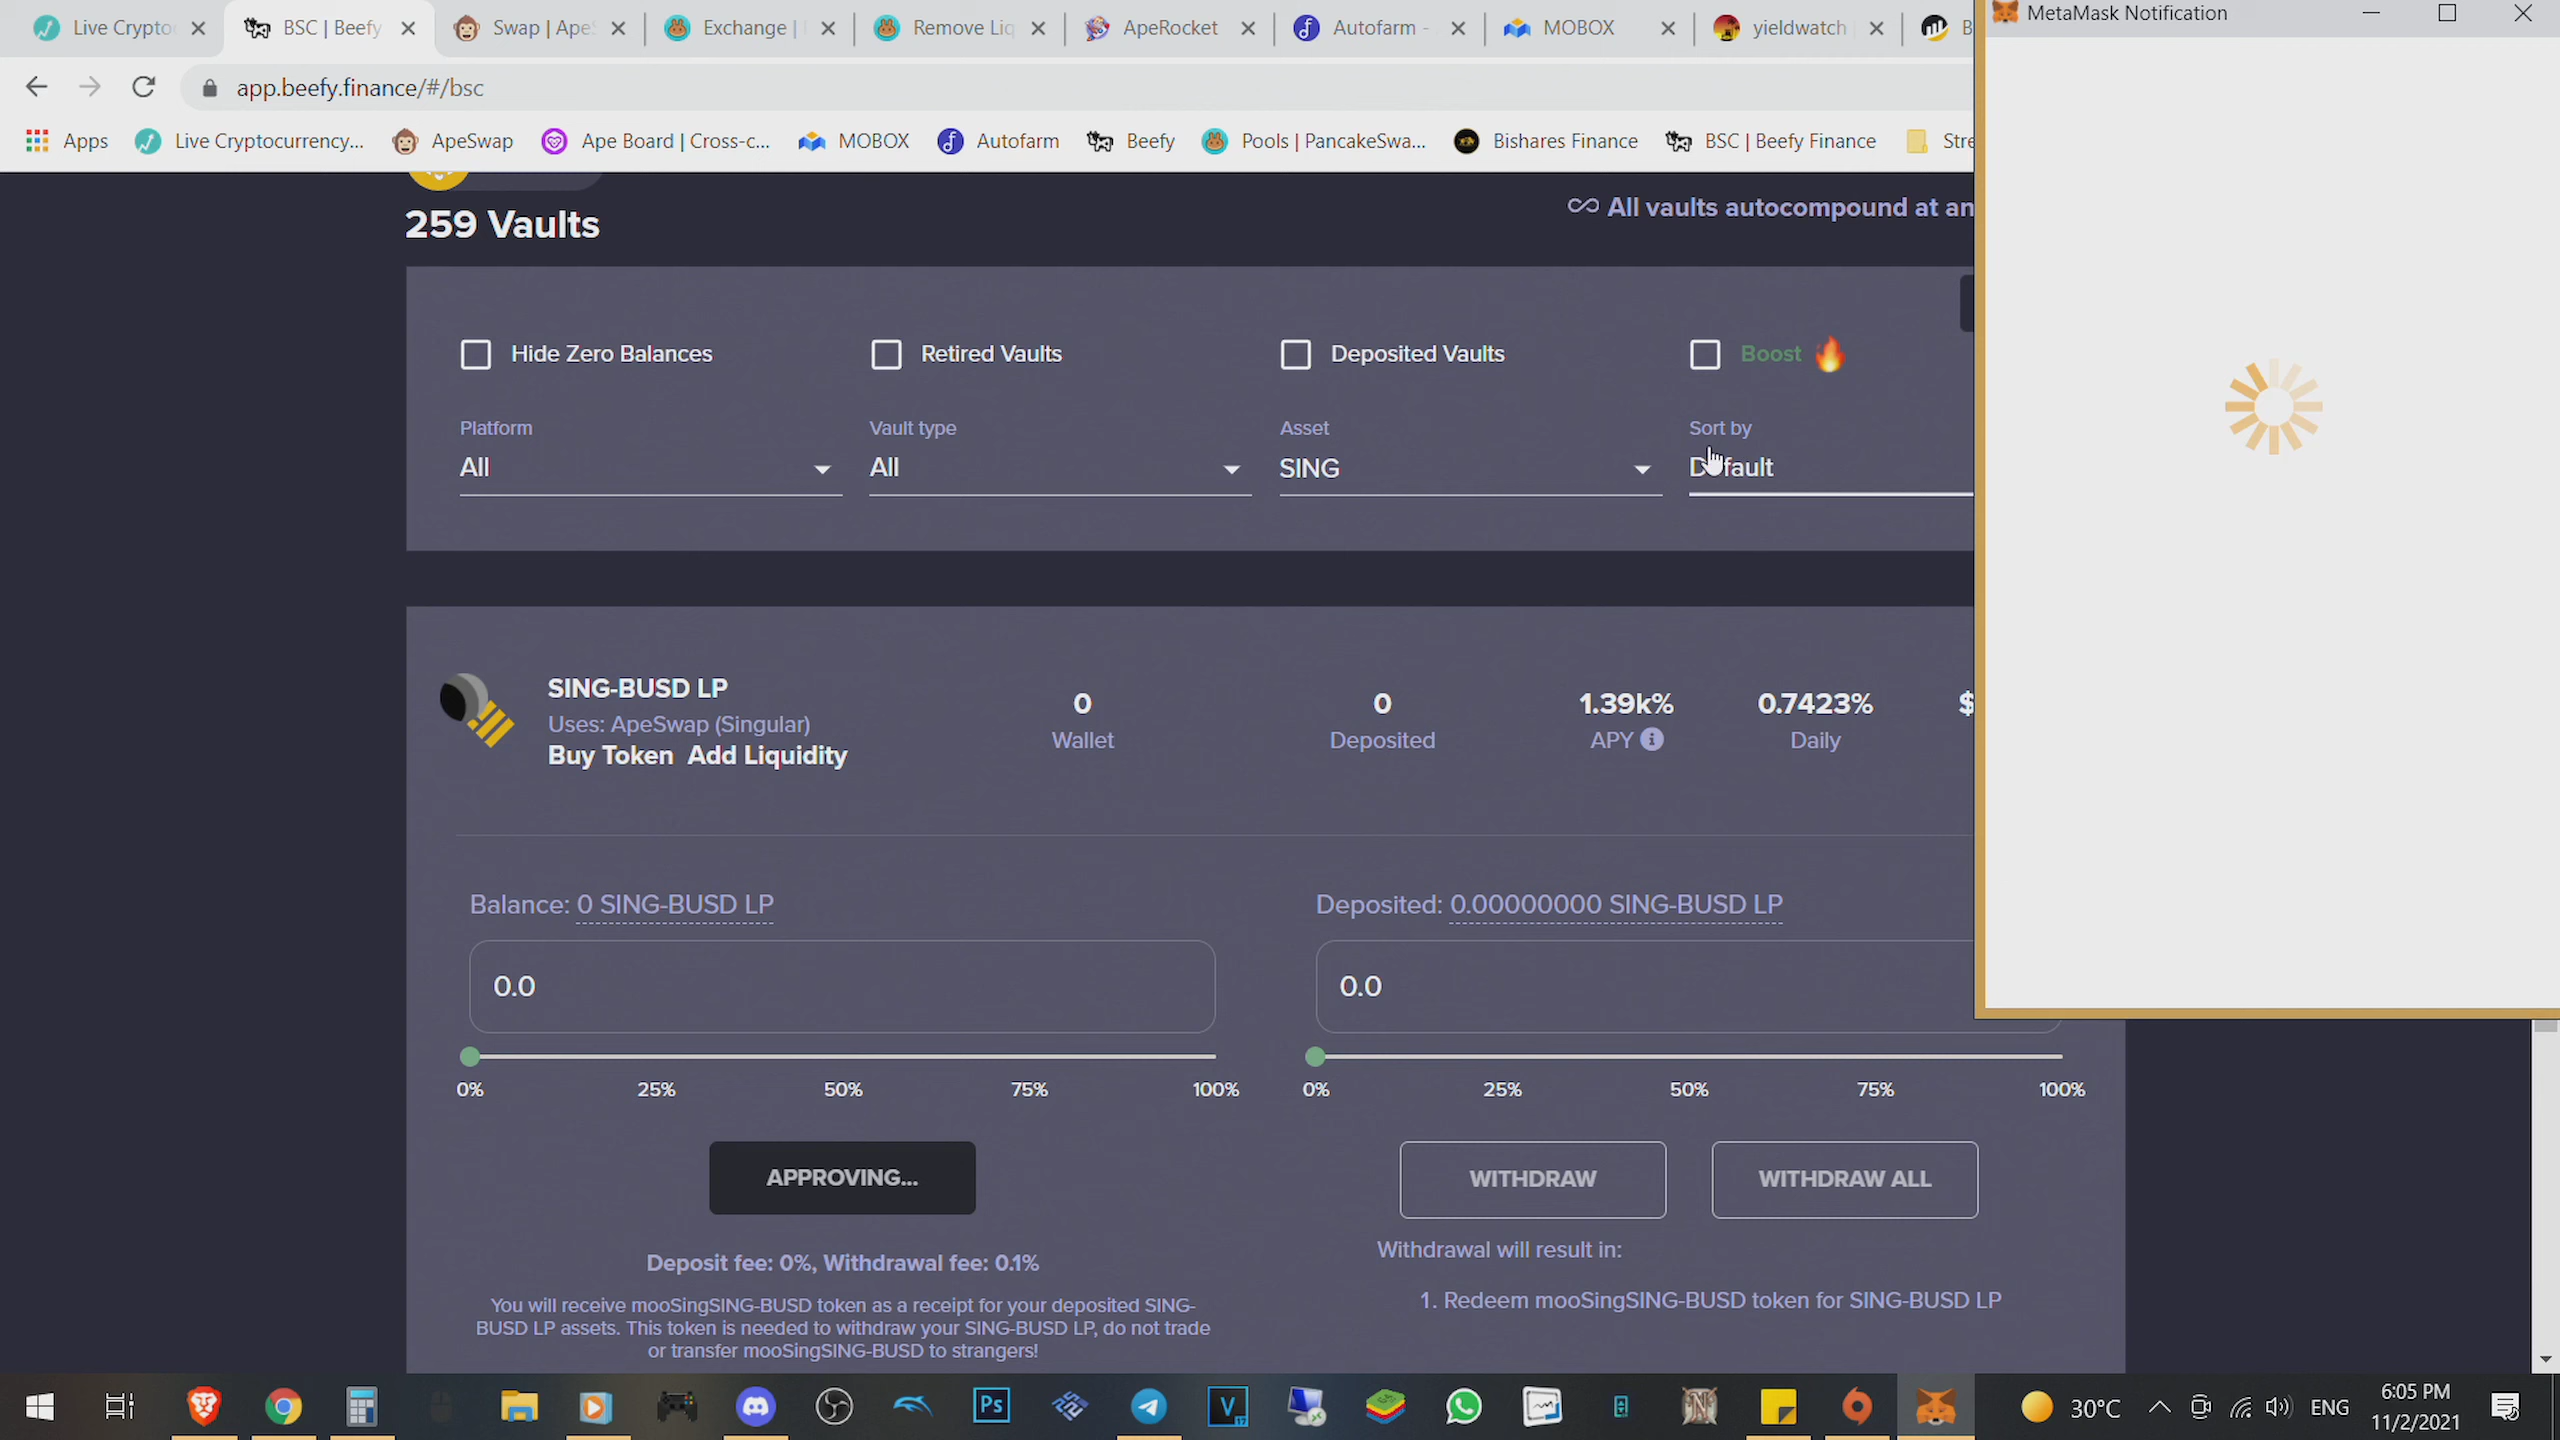 Live Crypto
BSC | Beefy
Swap | Ape
Exchange |
Remove Liq
ApeRocket
Autofarm -
MOBOX
yieldwatch
B
MetaMask Notification
app.beefy.finance/#/bsc
Apps
Live Cryptocurrency...
ApeSwap
Ape Board | Cross-c...
MOBOX
Autofarm
Beefy
Pools | PancakeSwa...
Bishares Finance
BSC | Beefy Finance
Stre
259 Vaults
All vaults autocompound at an
Hide Zero Balances
Retired Vaults
Deposited Vaults
Boost
Platform
Vault type
Asset
Sort by
All
All
SING
Default
SING-BUSD LP
Uses: ApeSwap (Singular)
Buy Token Add Liquidity
0
Wallet
0
Deposited
1.39k%
APY
0.7423%
Daily
$
Balance: 0 SING-BUSD LP
Deposited: 0.00000000 SING-BUSD LP
0.0
0.0
0% 25% 50% 75% 100%
0% 25% 50% 75% 100%
APPROVING...
WITHDRAW
WITHDRAW ALL
Deposit fee: 0%, Withdrawal fee: 0.1%
You will receive mooSingSING-BUSD token as a receipt for your deposited SING-
BUSD LP assets. This token is needed to withdraw your SING-BUSD LP, do not trade
or transfer mooSingSING-BUSD to strangers!
Withdrawal will result in:
1. Redeem mooSingSING-BUSD token for SING-BUSD LP
Ps
V
17
30°C
ENG
6:05 PM
11/2/2021